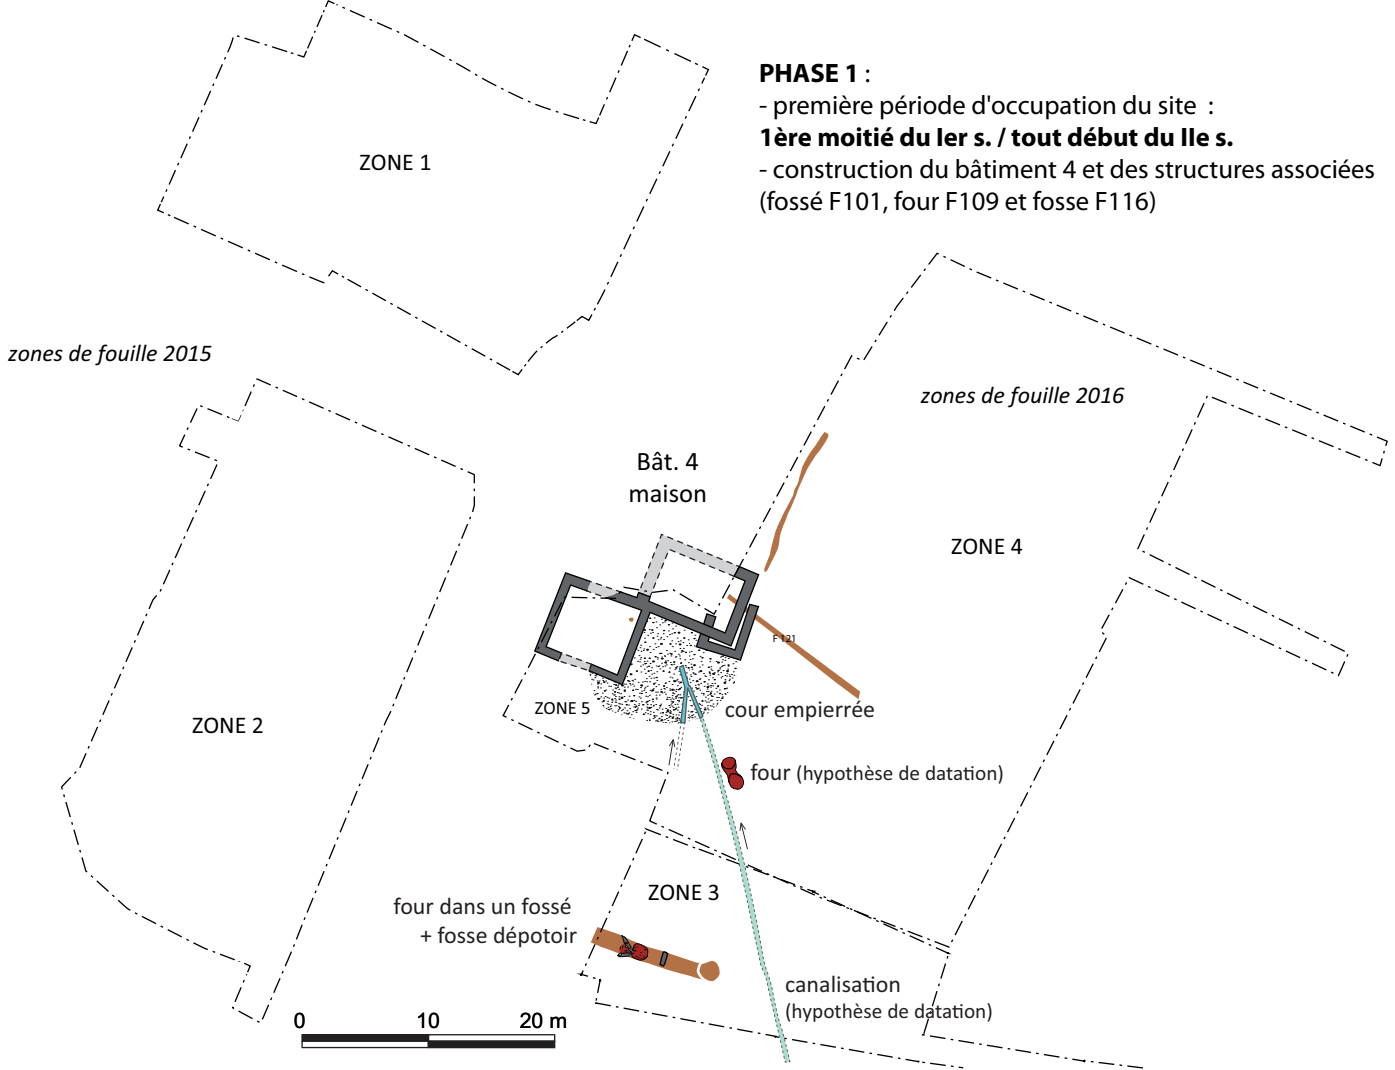 PHASE 1 :
- première période d'occupation du site :
1ère moitié du Ier s. / tout début du IIe s.
- construction du bâtiment 4 et des structures associées
(fossé F101, four F109 et fosse F116)
ZONE 1
zones de fouille 2015
zones de fouille 2016
Bât. 4
maison
ZONE 4
F 121
ZONE 5
cour empierrée
ZONE 2
four (hypothèse de datation)
ZONE 3
four dans un fossé
+ fosse dépotoir
canalisation
(hypothèse de datation)
0 10 20 m